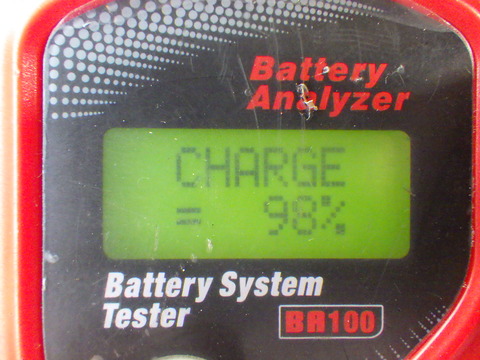 Battery
Analyzer
CHARGE
= 98%
Battery System
Tester
BA100